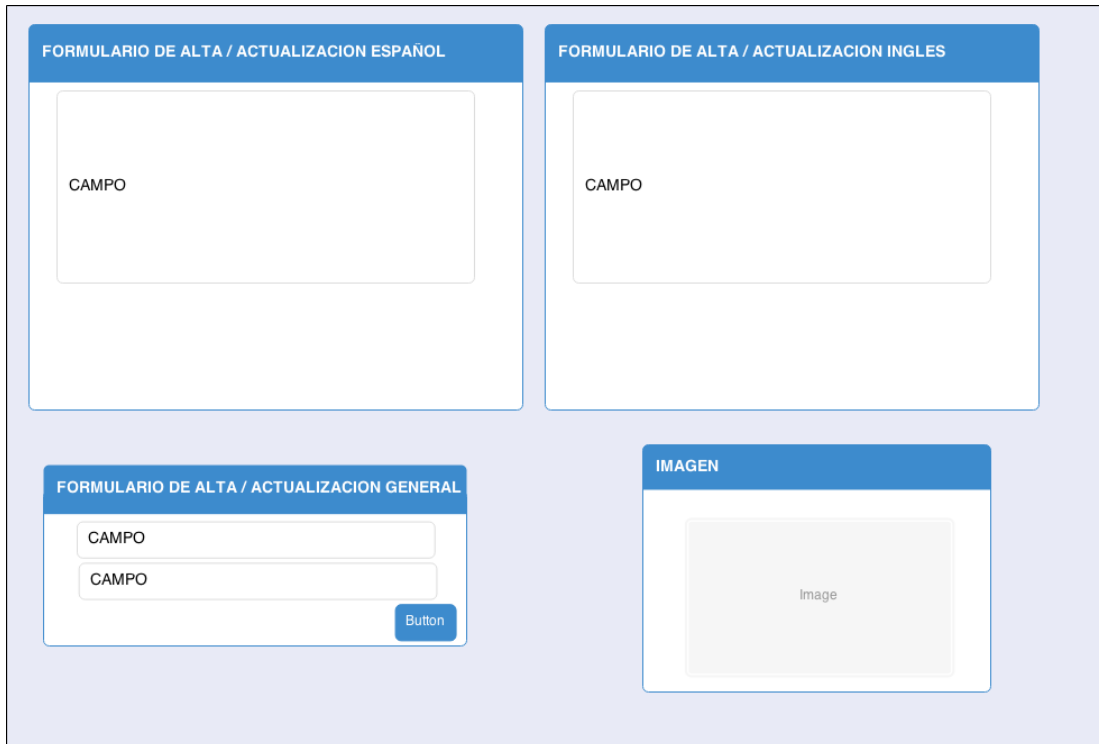 FORMULARIO DE ALTA / ACTUALIZACION ESPAÑOL
CAMPO
FORMULARIO DE ALTA / ACTUALIZACION INGLES
CAMPO
FORMULARIO DE ALTA / ACTUALIZACION GENERAL
CAMPO
CAMPO
Button
IMAGEN
Image